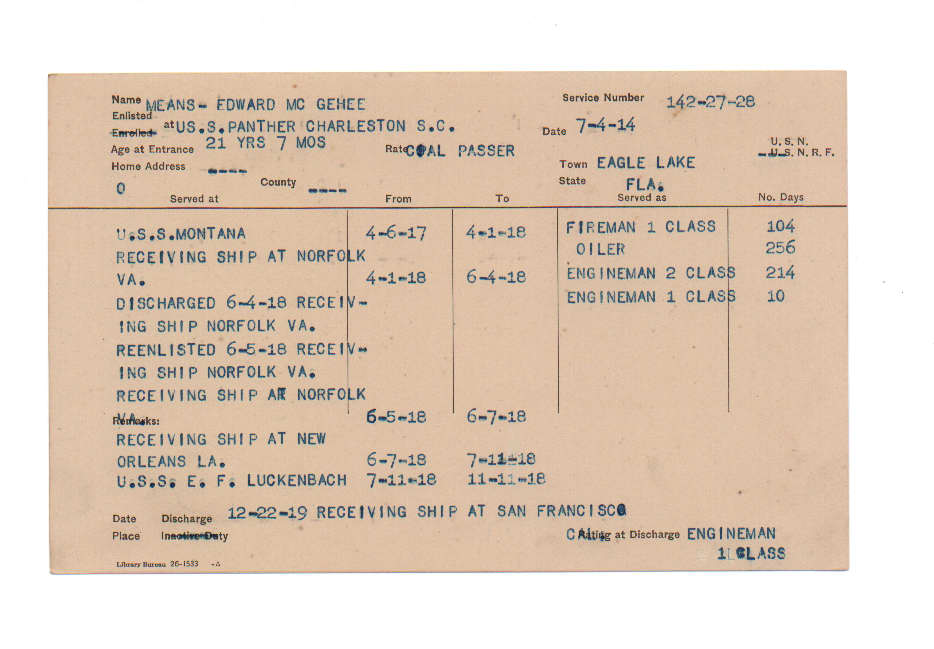 Name MEANS- EDWARD MC GEHEE Service Number 142-27-28
Enlisted
Enrolled at US.S.PANTHER CHARLESTON S.C. Date 7-4-14
Age at Entrance 21 YRS 7 MOS Rate COAL PASSER U. S. N.
U. S. N. R. F.
Home Address ---- Town EAGLE LAKE
0 County ---- State FLA.
Served at From To Served as No. Days
U.S.S.MONTANA 4-6-17 4-1-18 FIREMAN 1 CLASS 104
RECEIVING SHIP AT NORFOLK OILER 256
VA. 4-1-18 6-4-18 ENGINEMAN 2 CLASS 214
DISCHARGED 6-4-18 RECEIV- ENGINEMAN 1 CLASS 10
ING SHIP NORFOLK VA.
REENLISTED 6-5-18 RECEIV-
ING SHIP NORFOLK VA.
RECEIVING SHIP AT NORFOLK
Remarks: VA. 6-5-18 6-7-18
RECEIVING SHIP AT NEW
ORLEANS LA. 6-7-18 7-11-18
U.S.S. E. F. LUCKENBACH 7-11-18 11-11-18
Date Discharge 12-22-19 RECEIVING SHIP AT SAN FRANCISCO
Place Inactive Duty CAL. Rating at Discharge ENGINEMAN
1 CLASS
Library Bureau 26-1533 -A